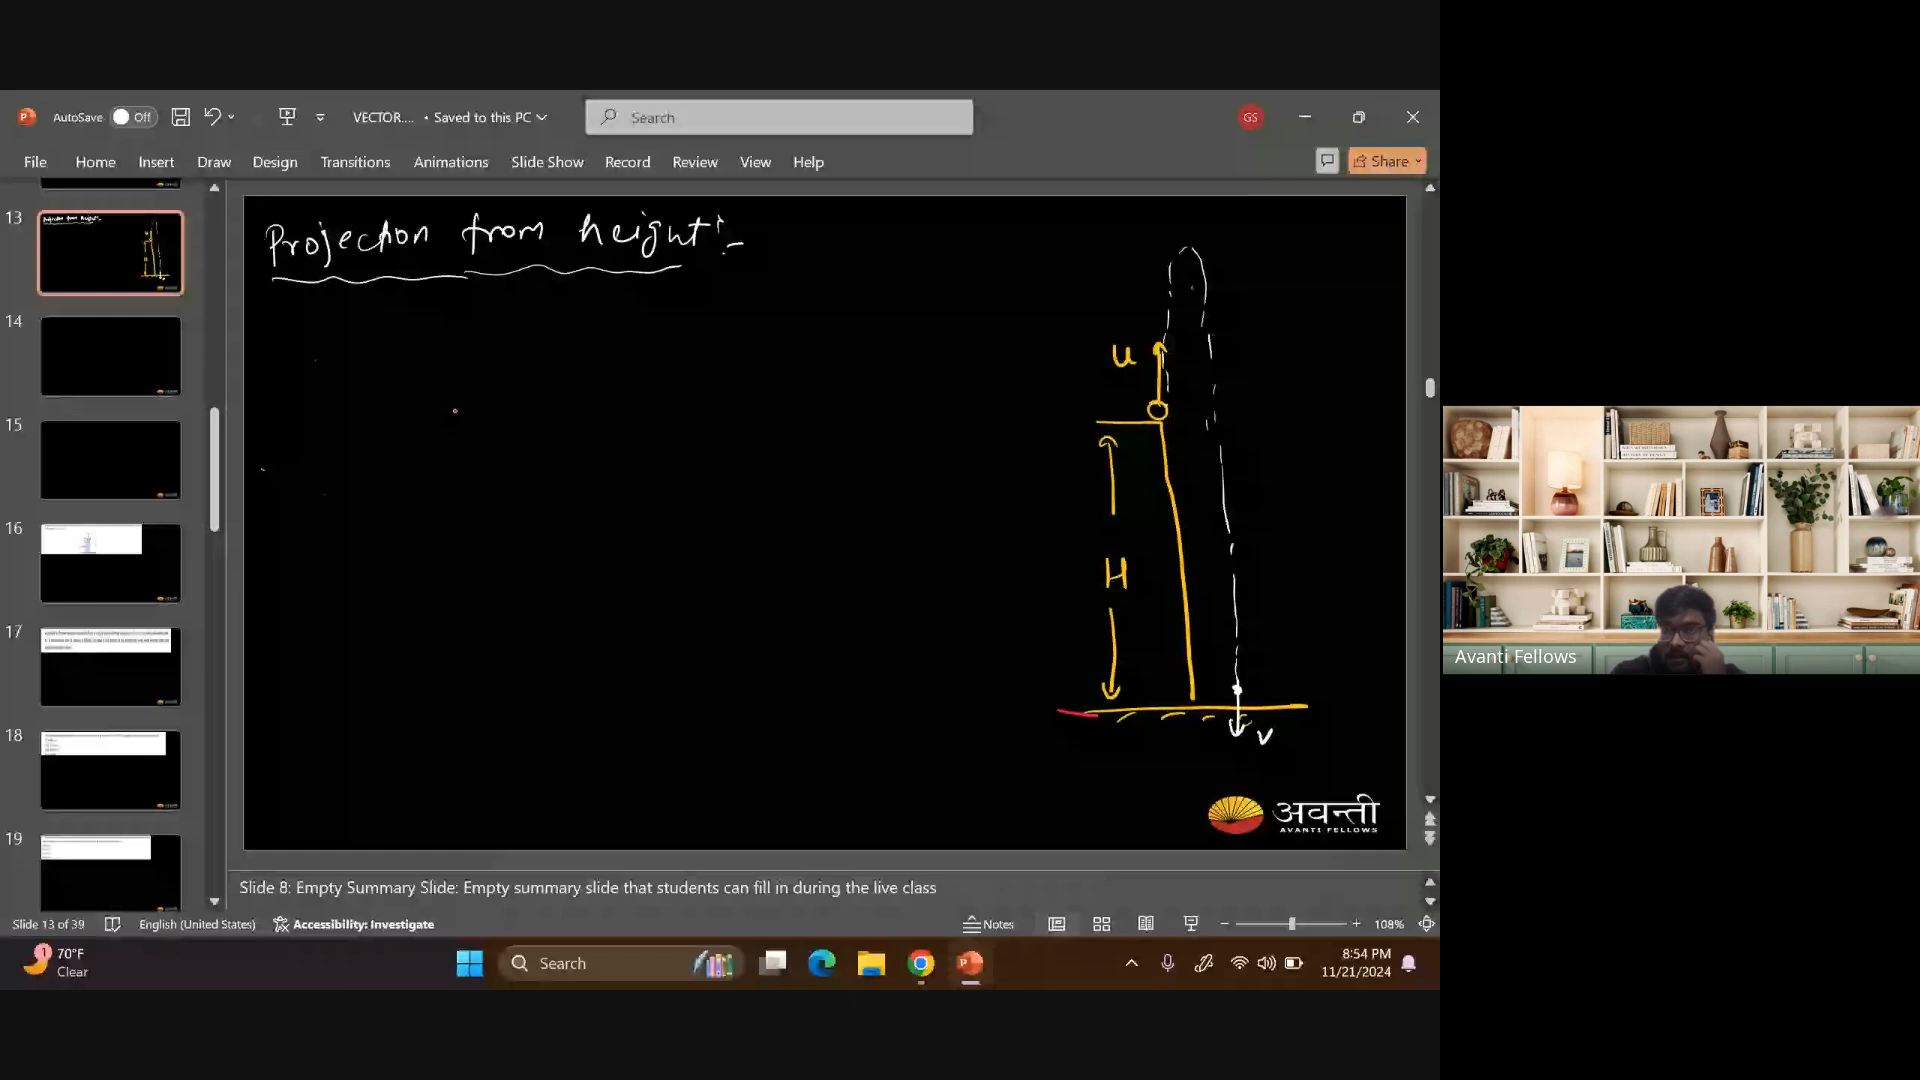 AutoSave Off VECTOR.... • Saved to this PC Search GS
File Home Insert Draw Design Transitions Animations Slide Show Record Review View Help Share
13
14
15
16
17
18
19
Projection from height :-
u
H
v
अवन्ती
AVANTI FELLOWS
Avanti Fellows
Slide 8: Empty Summary Slide: Empty summary slide that students can fill in during the live class
Slide 13 of 39 English (United States) Accessibility: Investigate Notes 108%
1 70°F
Clear
Search
8:54 PM
11/21/2024